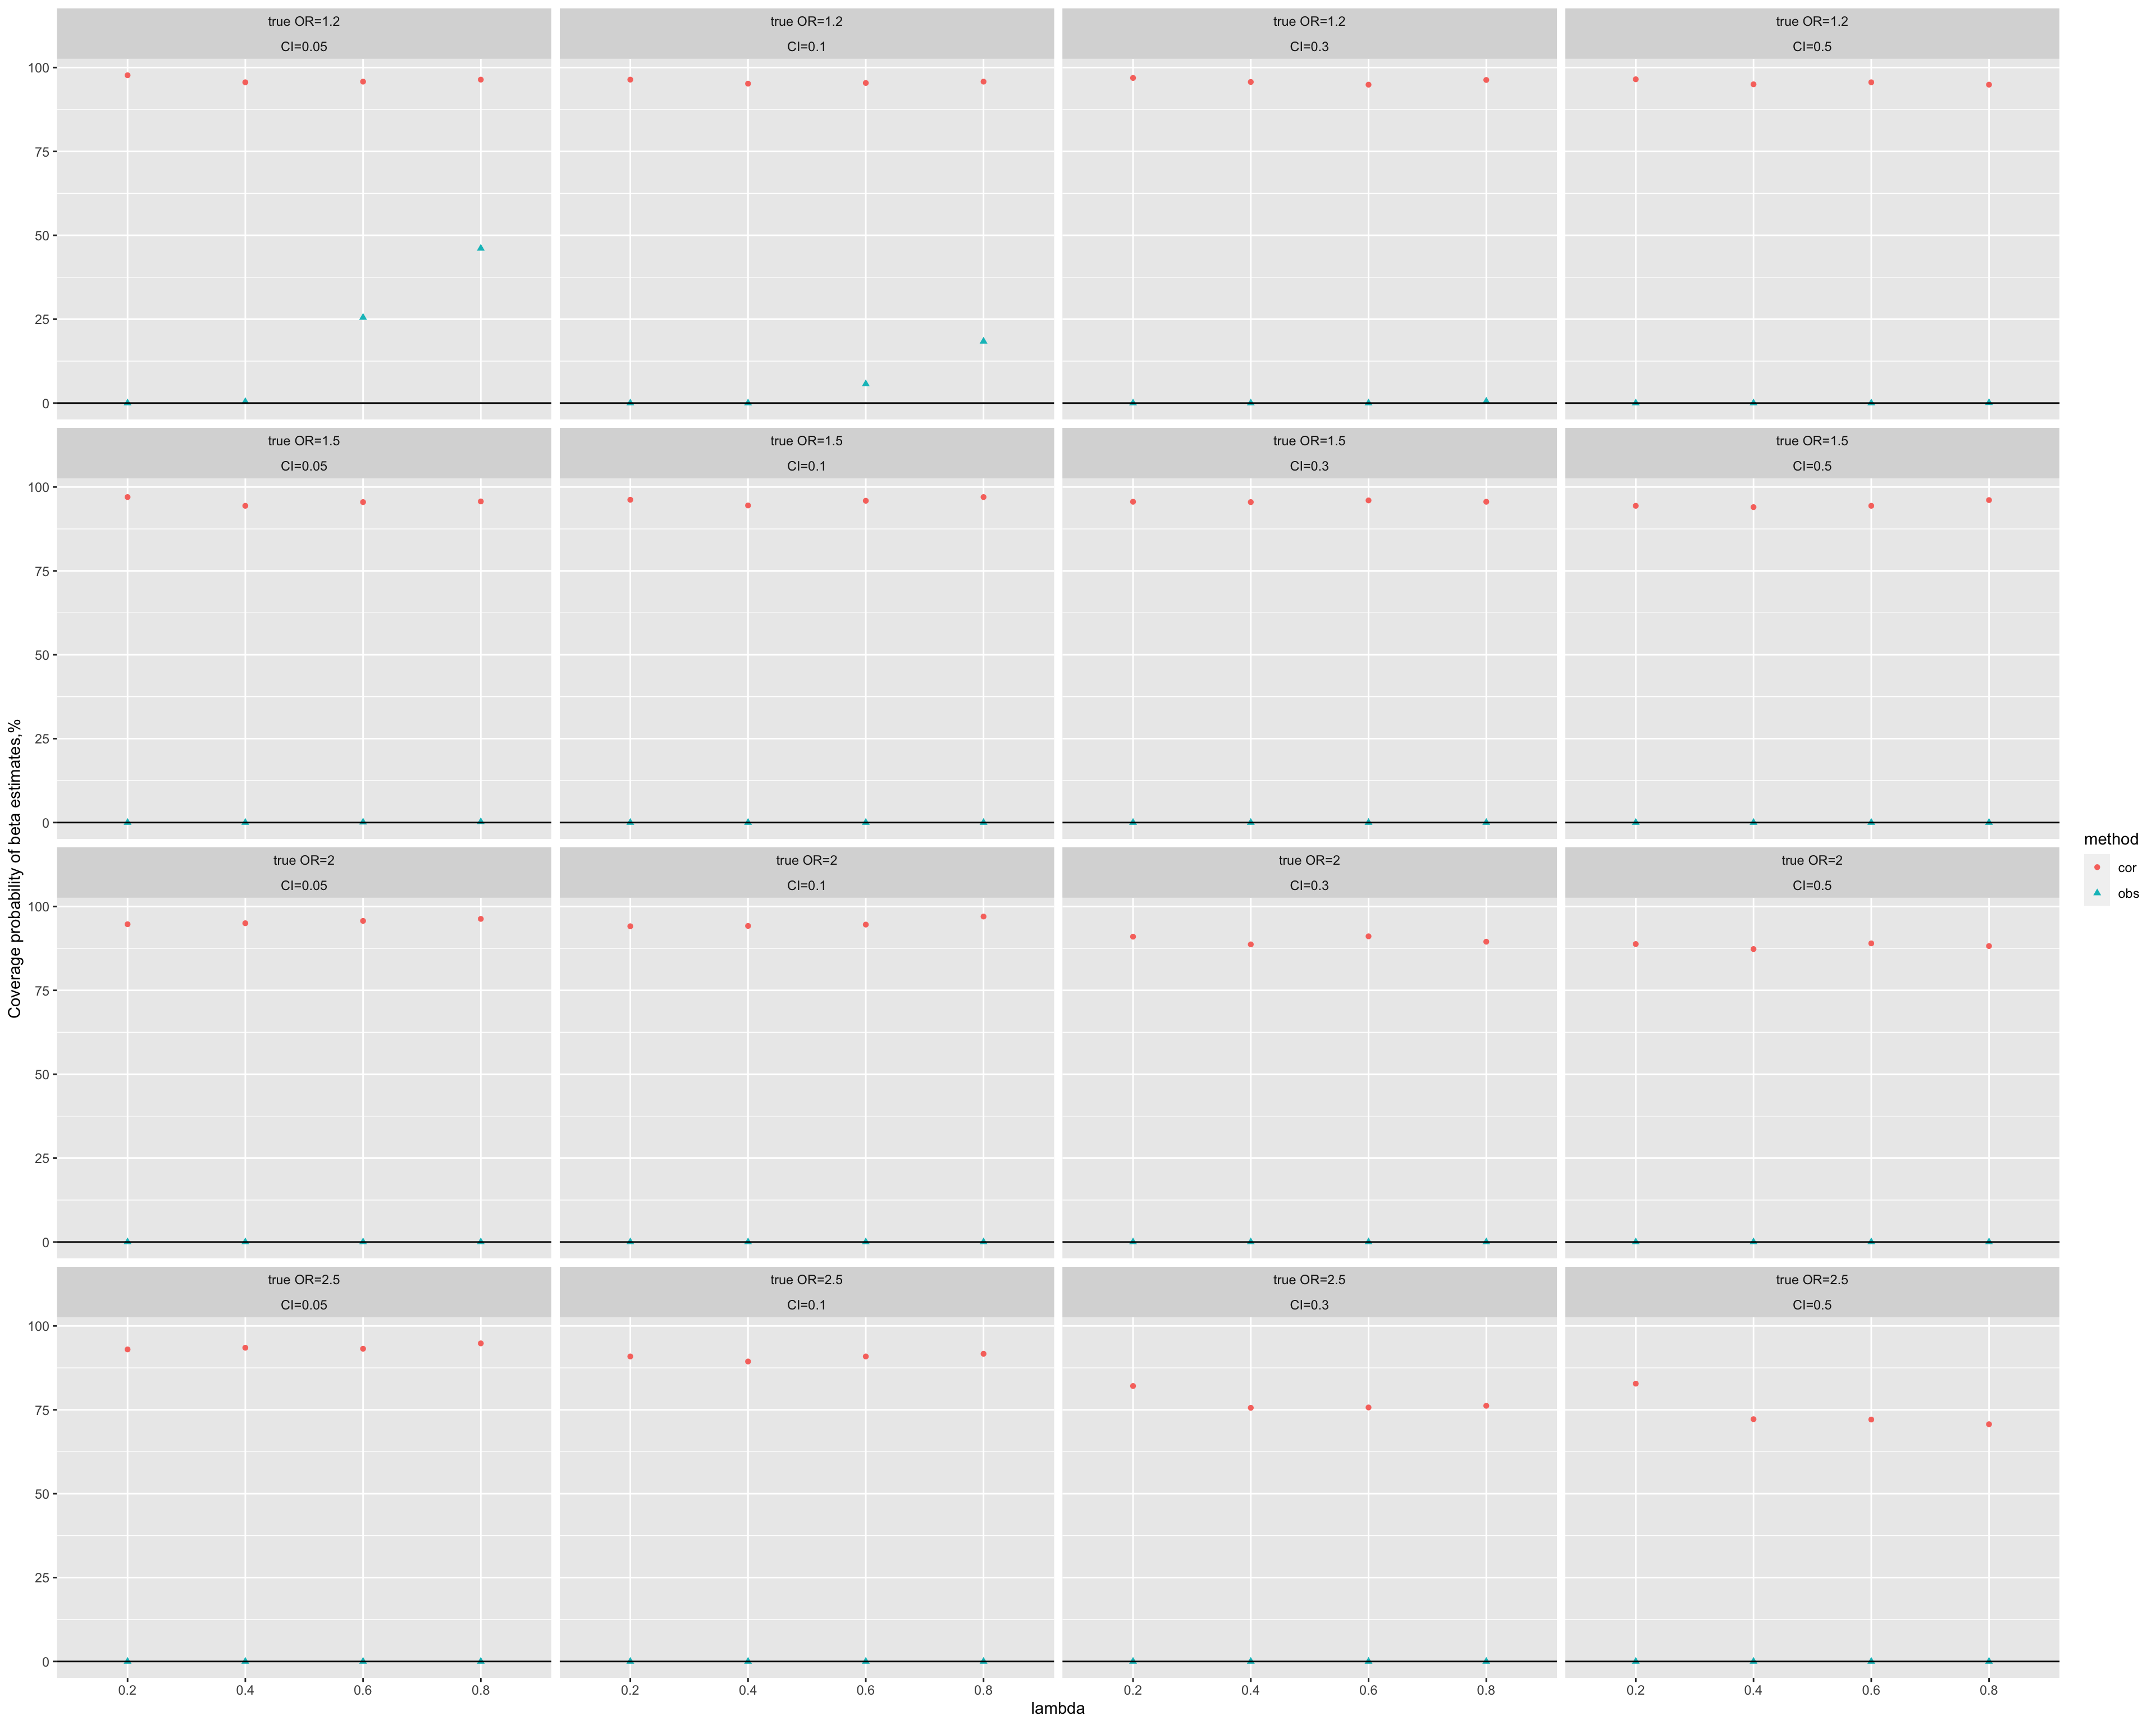 true OR=1.2 true OR=1.2 true OR=1.2 true OR=1.2
CI=0.05 CI=0.1 CI=0.3 CI=0.5
100
75
50
25
0
true OR=1.5 true OR=1.5 true OR=1.5 true OR=1.5
CI=0.05 CI=0.1 CI=0.3 CI=0.5
100
75
50
25
0
true OR=2 true OR=2 true OR=2 true OR=2
CI=0.05 CI=0.1 CI=0.3 CI=0.5
100
75
50
25
0
true OR=2.5 true OR=2.5 true OR=2.5 true OR=2.5
CI=0.05 CI=0.1 CI=0.3 CI=0.5
100
75
50
25
0
0.2 0.4 0.6 0.8 0.2 0.4 0.6 0.8 0.2 0.4 0.6 0.8 0.2 0.4 0.6 0.8
lambda
Coverage probability of beta estimates,%
method
cor
obs